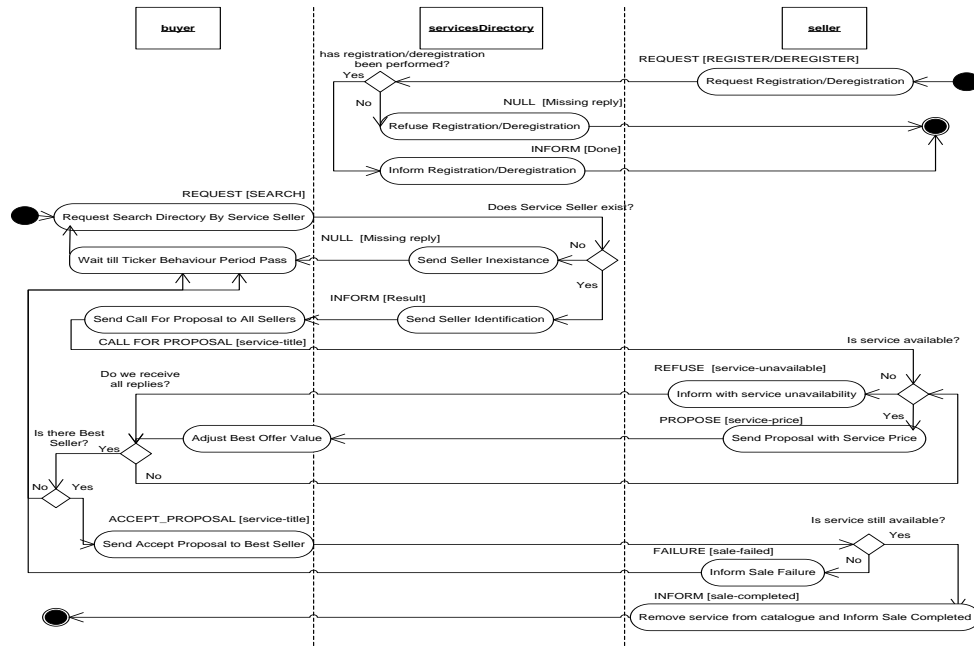 buyer
servicesDirectory
seller
has registration/deregistration
been performed?
REQUEST [REGISTER/DEREGISTER]
Yes
Request Registration/Deregistration
No
NULL [Missing reply]
Refuse Registration/Deregistration
INFORM [Done]
Inform Registration/Deregistration
REQUEST [SEARCH]
Request Search Directory By Service Seller
Does Service Seller exist?
NULL [Missing reply]
No
Wait till Ticker Behaviour Period Pass
Send Seller Inexistance
Yes
INFORM [Result]
Send Call For Proposal to All Sellers
Send Seller Identification
CALL FOR PROPOSAL [service-title]
Is service available?
Do we receive
all replies?
REFUSE [service-unavailable]
No
Inform with service unavailability
Yes
PROPOSE [service-price]
Is there Best
Seller?
Adjust Best Offer Value
Send Proposal with Service Price
Yes
No
No
Yes
ACCEPT_PROPOSAL [service-title]
Is service still available?
Send Accept Proposal to Best Seller
Yes
FAILURE [sale-failed]
No
Inform Sale Failure
INFORM [sale-completed]
Remove service from catalogue and Inform Sale Completed